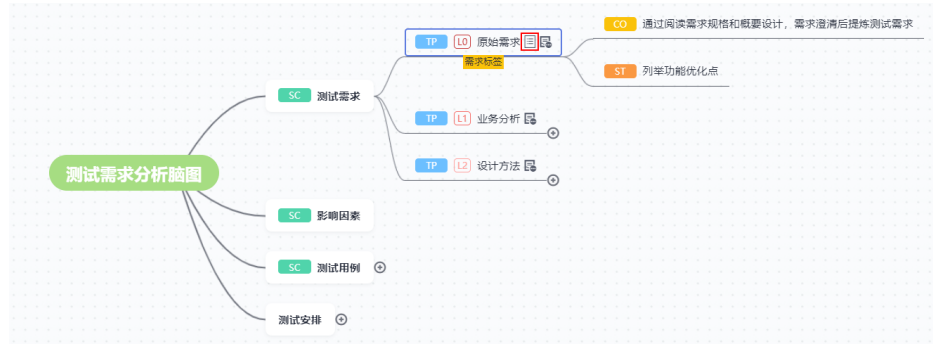 CO 通过阅读需求规格和概要设计，需求澄清后提炼测试需求
TP L0 原始需求
需求标签
ST 列举功能优化点
SC 测试需求
TP L1 业务分析
TP L2 设计方法
测试需求分析脑图
SC 影响因素
SC 测试用例
测试安排